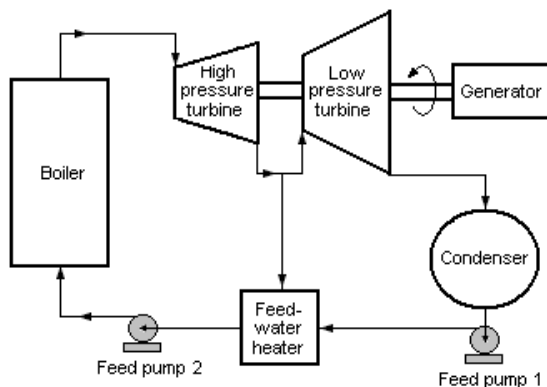 High
pressure
turbine
Low
pressure
turbine
Generator
Boiler
Condenser
Feed-
water
heater
Feed pump 2
Feed pump 1